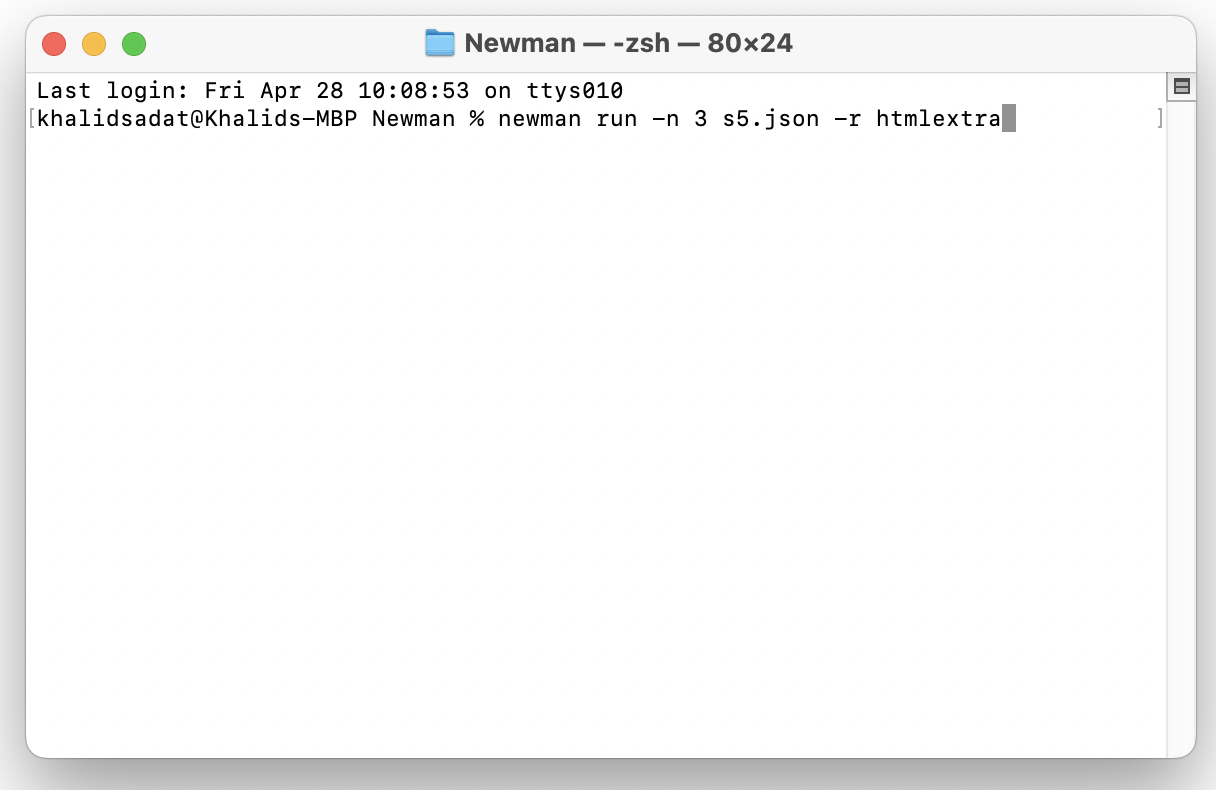 Newman — -zsh — 80×24
Last login: Fri Apr 28 10:08:53 on ttys010
[khalidsadat@Khalids-MBP Newman % newman run -n 3 s5.json -r htmlextra ]